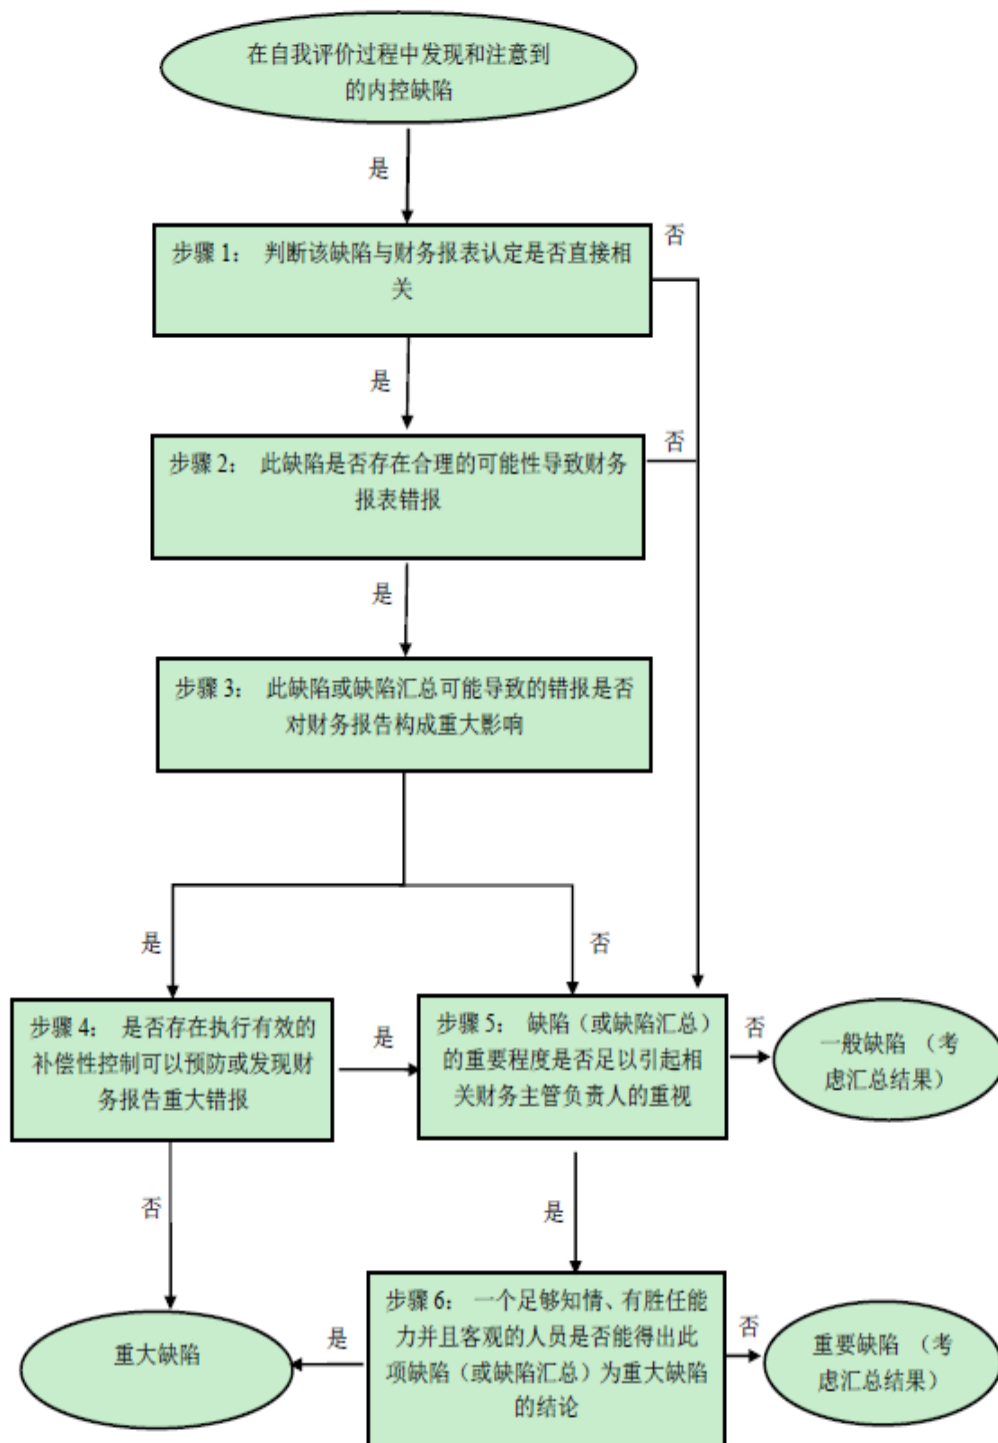 在自我评价过程中发现和注意到
的内控缺陷
是
步骤 1： 判断该缺陷与财务报表认定是否直接相
关
否
是
步骤 2： 此缺陷是否存在合理的可能性导致财务
报表错报
否
是
步骤 3： 此缺陷或缺陷汇总可能导致的错报是否
对财务报告构成重大影响
是
否
步骤 4： 是否存在执行有效的
补偿性控制可以预防或发现财
务报告重大错报
是
步骤 5： 缺陷（或缺陷汇总）
的重要程度是否足以引起相
关财务主管负责人的重视
否
一般缺陷 （考
虑汇总结果）
否
是
重大缺陷
是
步骤 6： 一个足够知情、有胜任能
力并且客观的人员是否能得出此
项缺陷（或缺陷汇总）为重大缺陷
的结论
否
重要缺陷 （考
虑汇总结果）